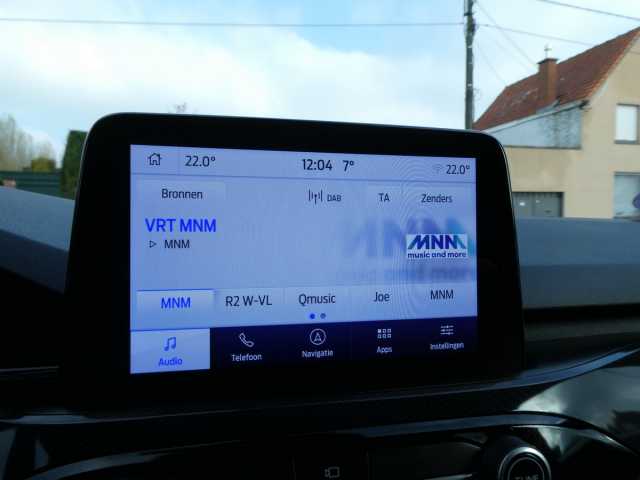 22.0° 12:04 7° 22.0°
Bronnen DAB TA Zenders
VRT MNM
MNM
MNM
music and more
MNM R2 W-VL Qmusic Joe MNM
Audio Telefoon Navigatie Apps Instellingen